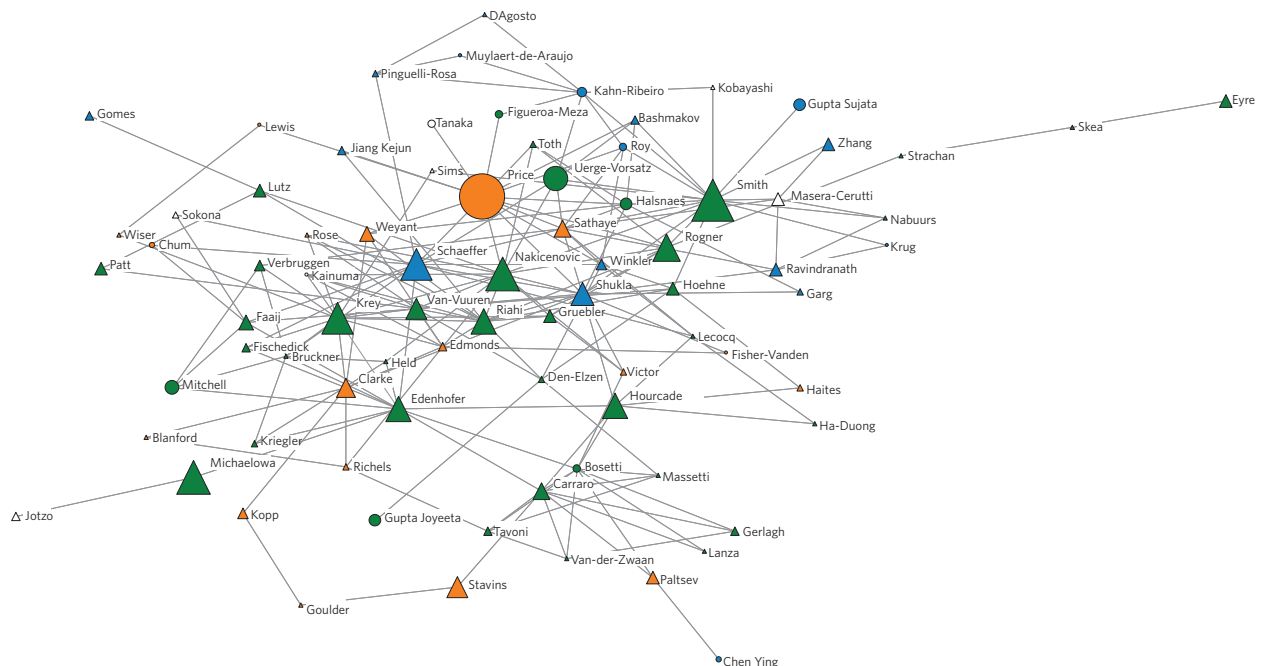 DAgosto
Muylaert-de-Araujo
Pinguelli-Rosa
Kahn-Ribeiro
Kobayashi
Eyre
Gupta Sujata
Gomes
Figueroa-Meza
Bashmakov
Tanaka
Lewis
Skea
Jiang Kejun
Toth
Roy
Zhang
Strachan
Sims
Price
Uerge-Vorsatz
Smith
Lutz
Halsnaes
Masera-Cerutti
Sokona
Nabuurs
Wiser
Chum
Rose
Weyant
Sathaye
Rogner
Krug
Schaeffer
Nakicenovic
Winkler
Patt
Verbruggen
Kainuma
Ravindranath
Shukla
Hoehne
Garg
Krey
Van-Vuuren
Riahi
Gruebler
Faaij
Lecocq
Fischedick
Edmonds
Fisher-Vanden
Bruckner
Held
Mitchell
Clarke
Den-Elzen
Victor
Haites
Edenhofer
Hourcade
Ha-Duong
Blanford
Kriegler
Michaelowa
Richels
Bosetti
Massetti
Carraro
Jotzo
Kopp
Gupta Joyeeta
Tavoni
Gerlagh
Lanza
Van-der-Zwaan
Stavins
Paltsev
Goulder
Chen Ying